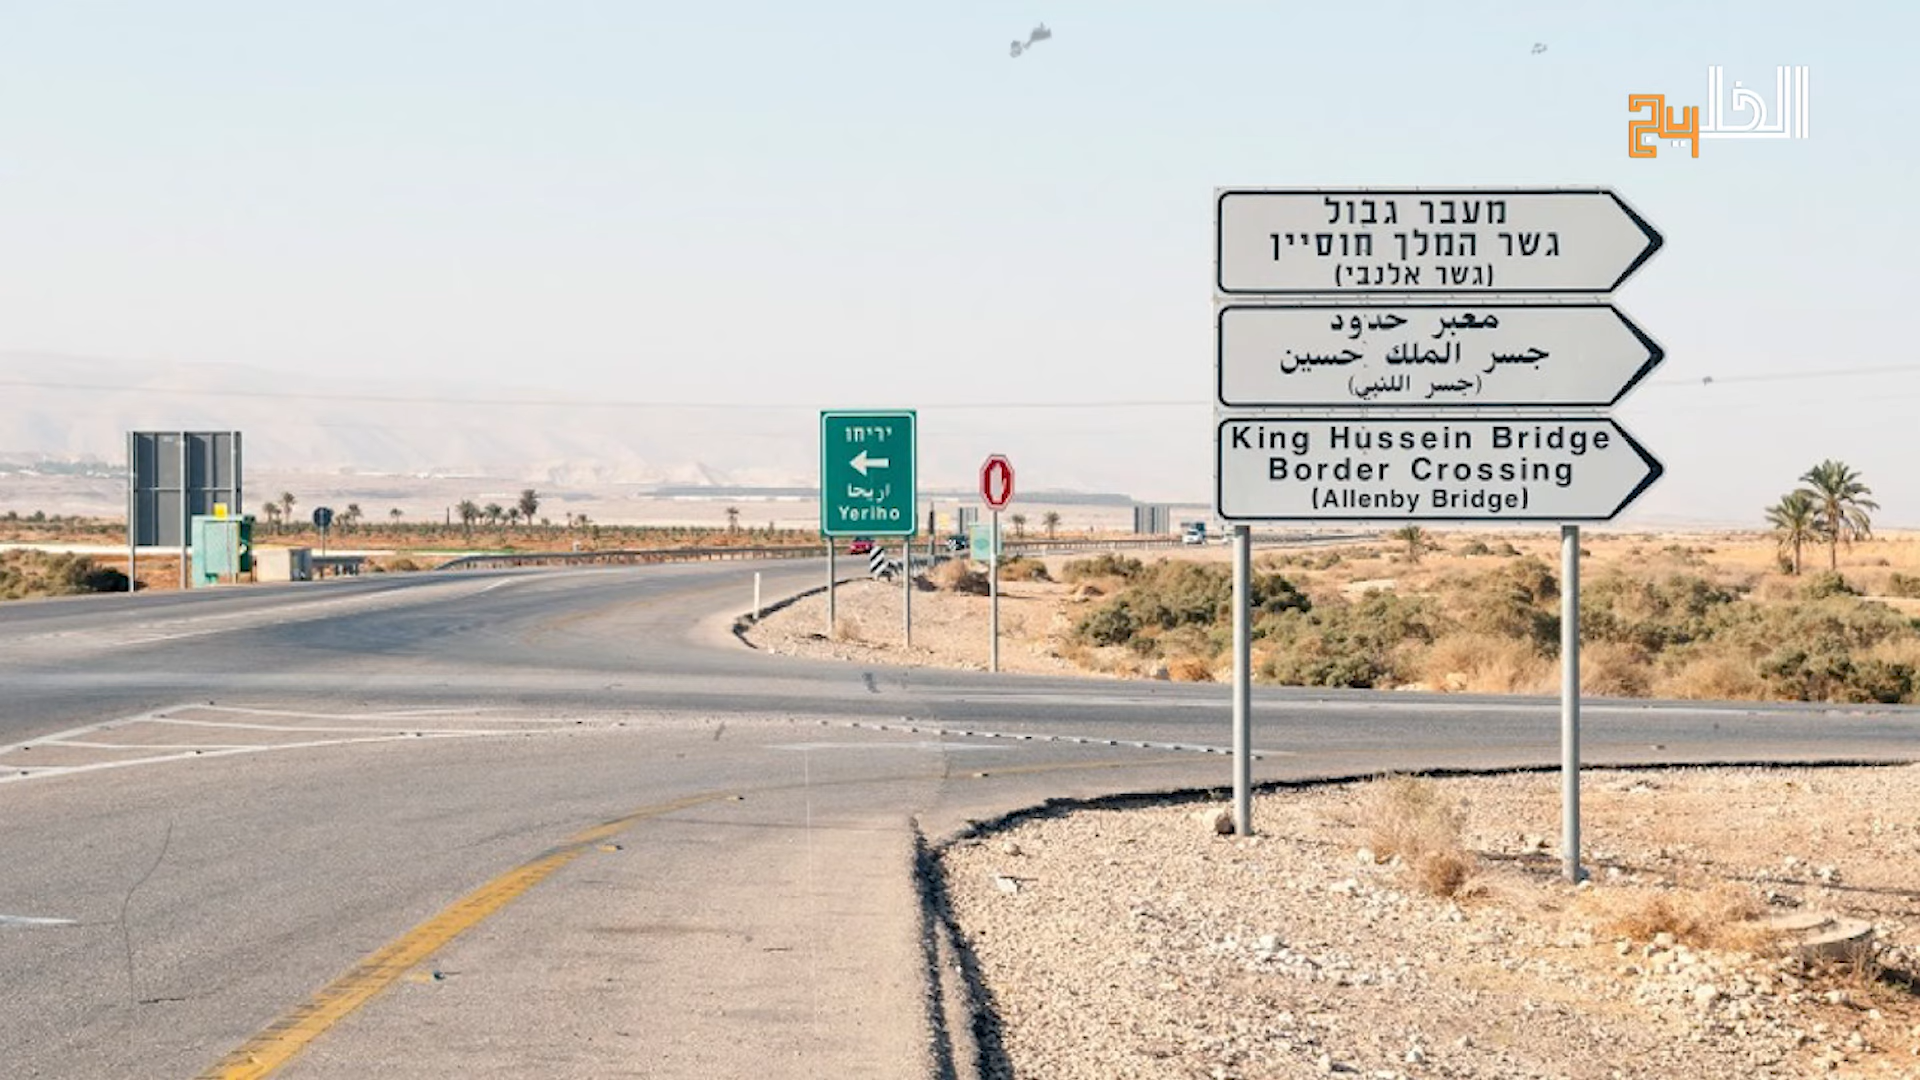 الخليج
מעבר גבול
גשר המלך חוסיין
(גשר אלנבי)
معبر حدود
جسر الملك حسين
(جسر اللنبي)
King Hussein Bridge
Border Crossing
(Allenby Bridge)
יריחו
اريحا
Yeriho